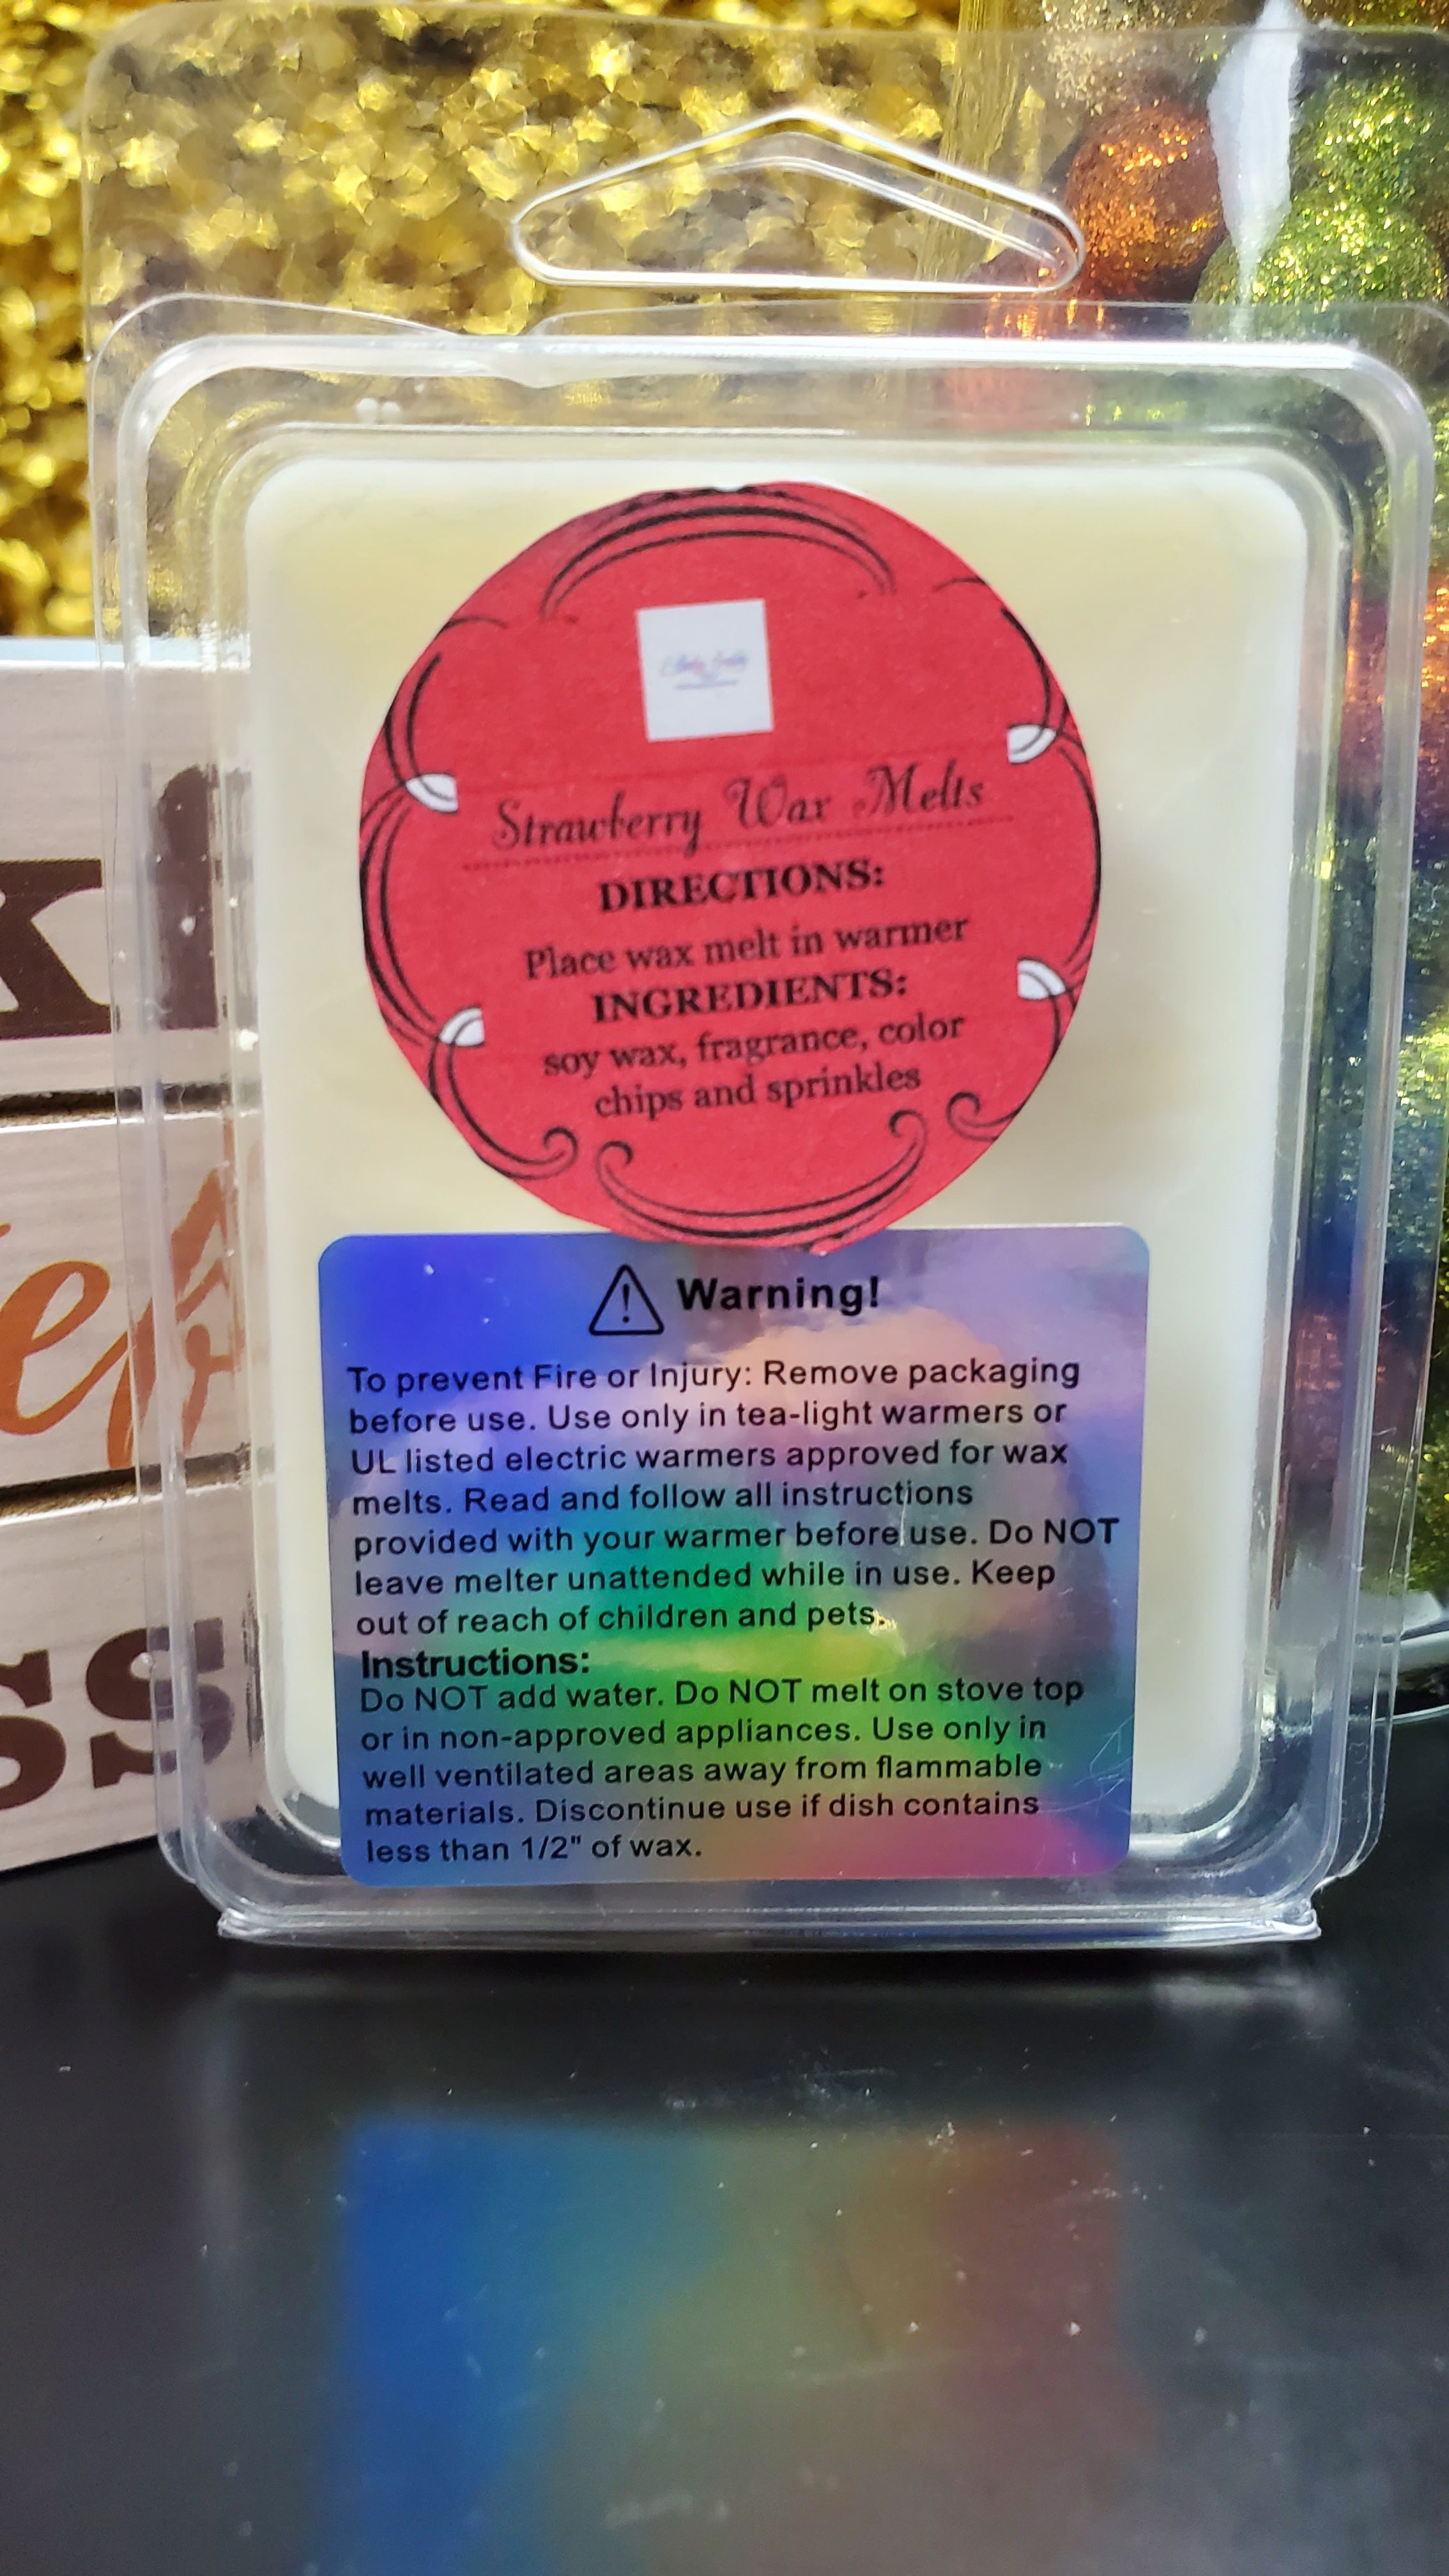 Strawberry Wax Melts
DIRECTIONS:
Place wax melt in warmer
INGREDIENTS:
soy wax, fragrance, color
chips and sprinkles
Warning!
To prevent Fire or Injury: Remove packaging
before use. Use only in tea-light warmers or
UL listed electric warmers approved for wax
melts. Read and follow all instructions
provided with your warmer before use. Do NOT
leave melter unattended while in use. Keep
out of reach of children and pets.
Instructions:
Do NOT add water. Do NOT melt on stove top
or in non-approved appliances. Use only in
well ventilated areas away from flammable
materials. Discontinue use if dish contains
less than 1/2" of wax.